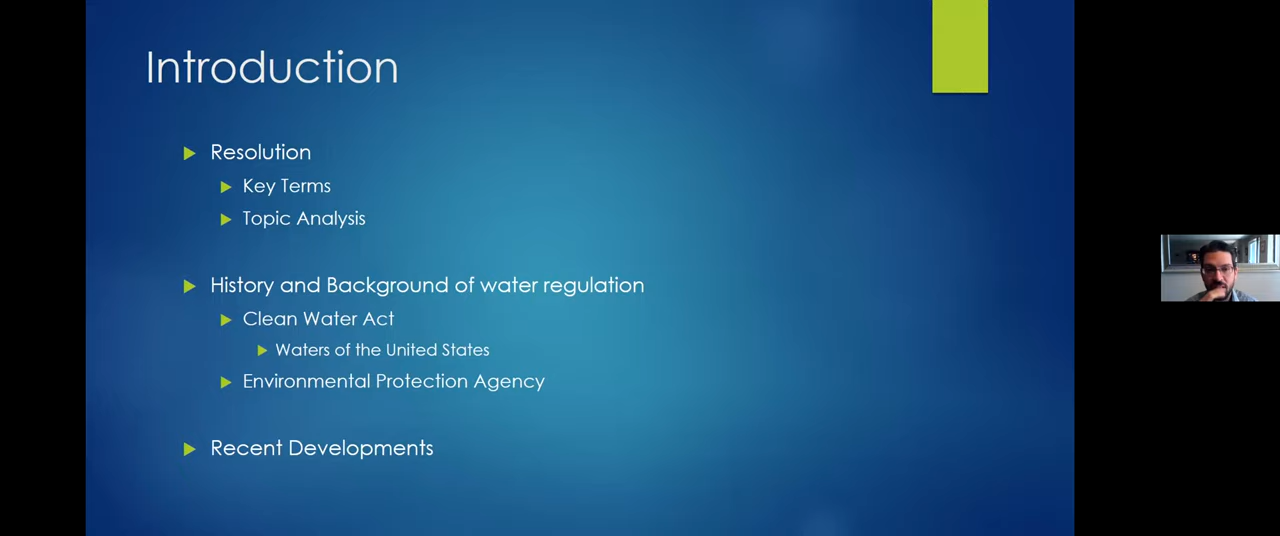 Introduction
Resolution
Key Terms
Topic Analysis
History and Background of water regulation
Clean Water Act
Waters of the United States
Environmental Protection Agency
Recent Developments